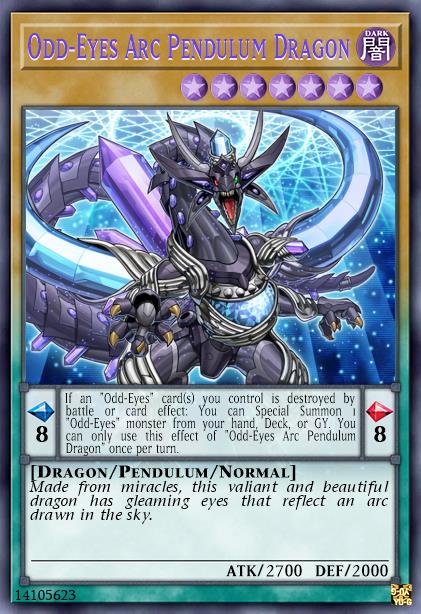 Odd-Eyes Arc Pendulum Dragon
DARK
闇
If an "Odd-Eyes" card(s) you control is destroyed by
battle or card effect: You can Special Summon 1
"Odd-Eyes" monster from your hand, Deck, or GY. You
can only use this effect of "Odd-Eyes Arc Pendulum
Dragon" once per turn.
8
8
[Dragon/Pendulum/Normal]
Made from miracles, this valiant and beautiful
dragon has gleaming eyes that reflect an arc
drawn in the sky.
ATK/2700 DEF/2000
14105623